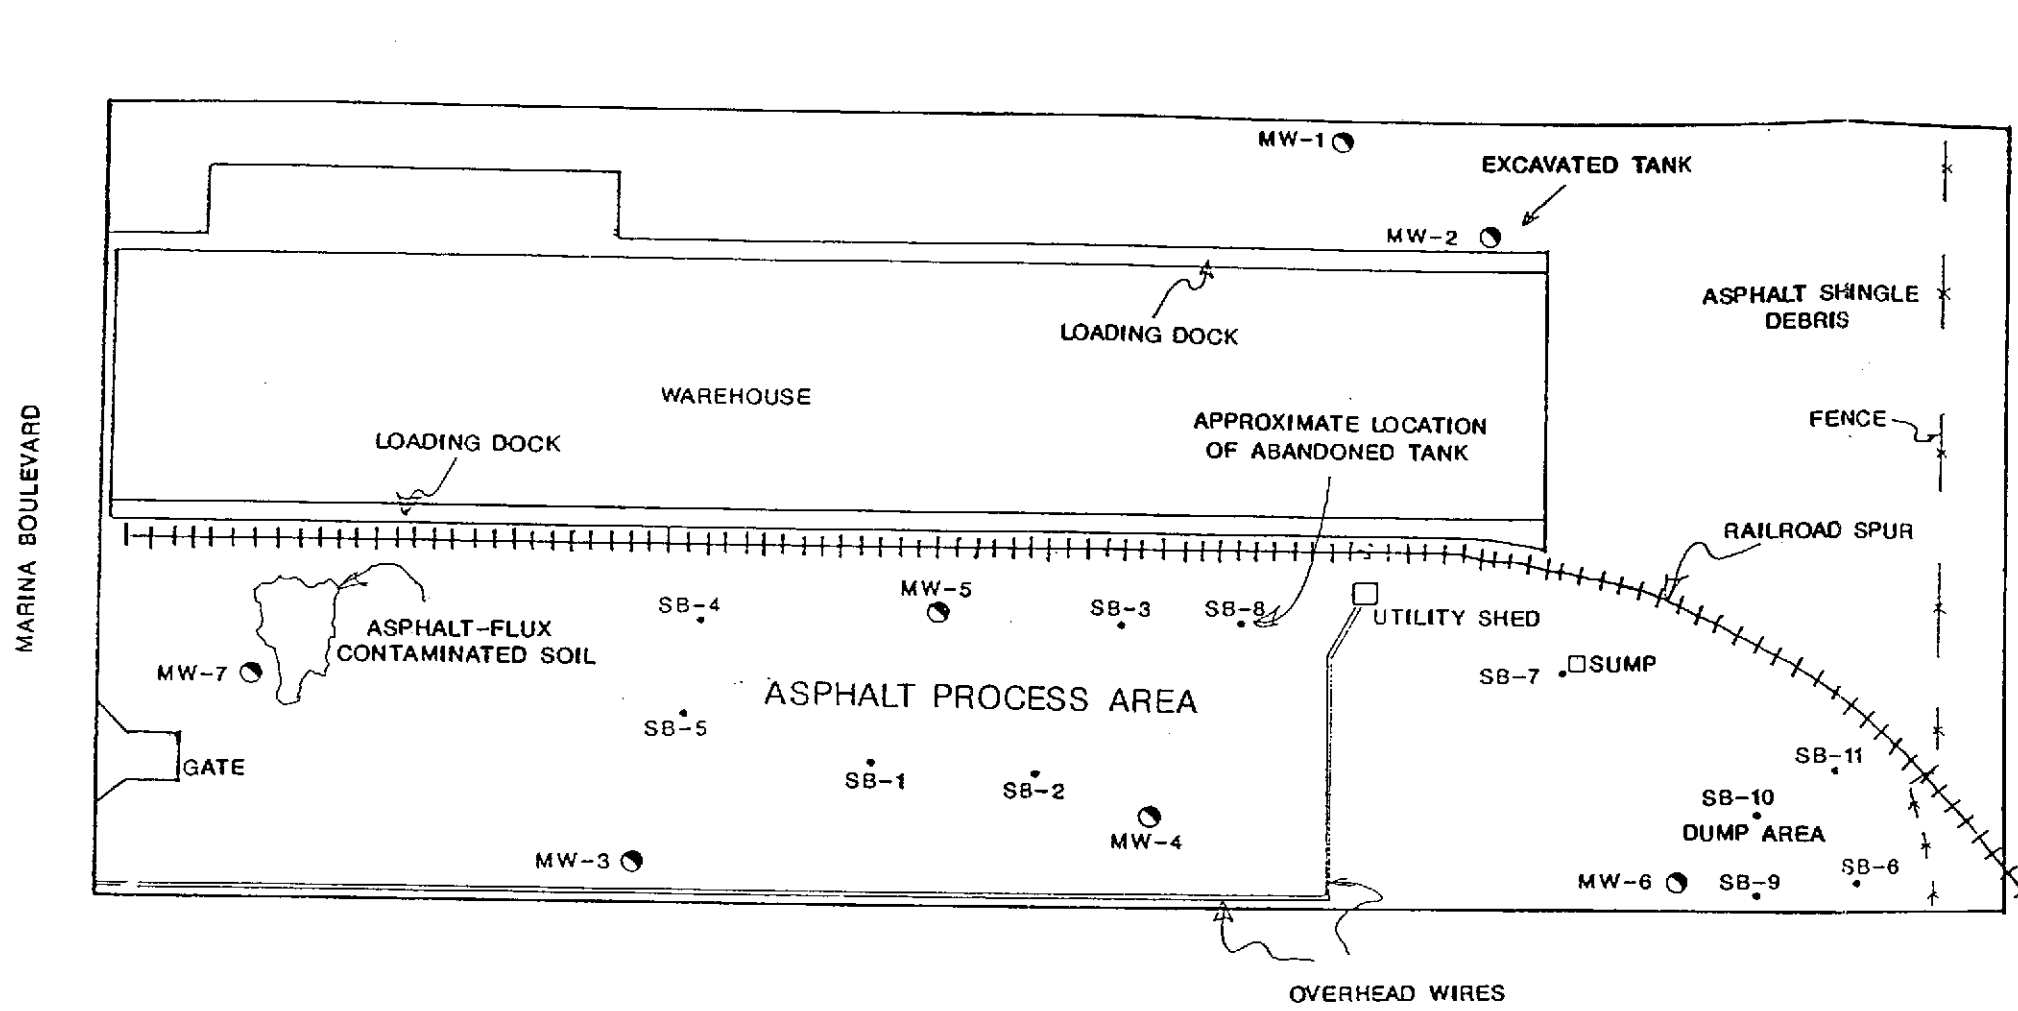 MW-1
EXCAVATED TANK
MW-2
ASPHALT SHINGLE
DEBRIS
LOADING DOCK
WAREHOUSE
FENCE
MARINA BOULEVARD
LOADING DOCK
APPROXIMATE LOCATION
OF ABANDONED TANK
RAILROAD SPUR
MW-5
SB-4
SB-3
SB-8
UTILITY SHED
ASPHALT-FLUX
CONTAMINATED SOIL
MW-7
SB-7
SUMP
ASPHALT PROCESS AREA
SB-5
GATE
SB-1
SB-2
SB-11
SB-10
DUMP AREA
MW-4
MW-3
MW-6
SB-9
SB-6
OVERHEAD WIRES